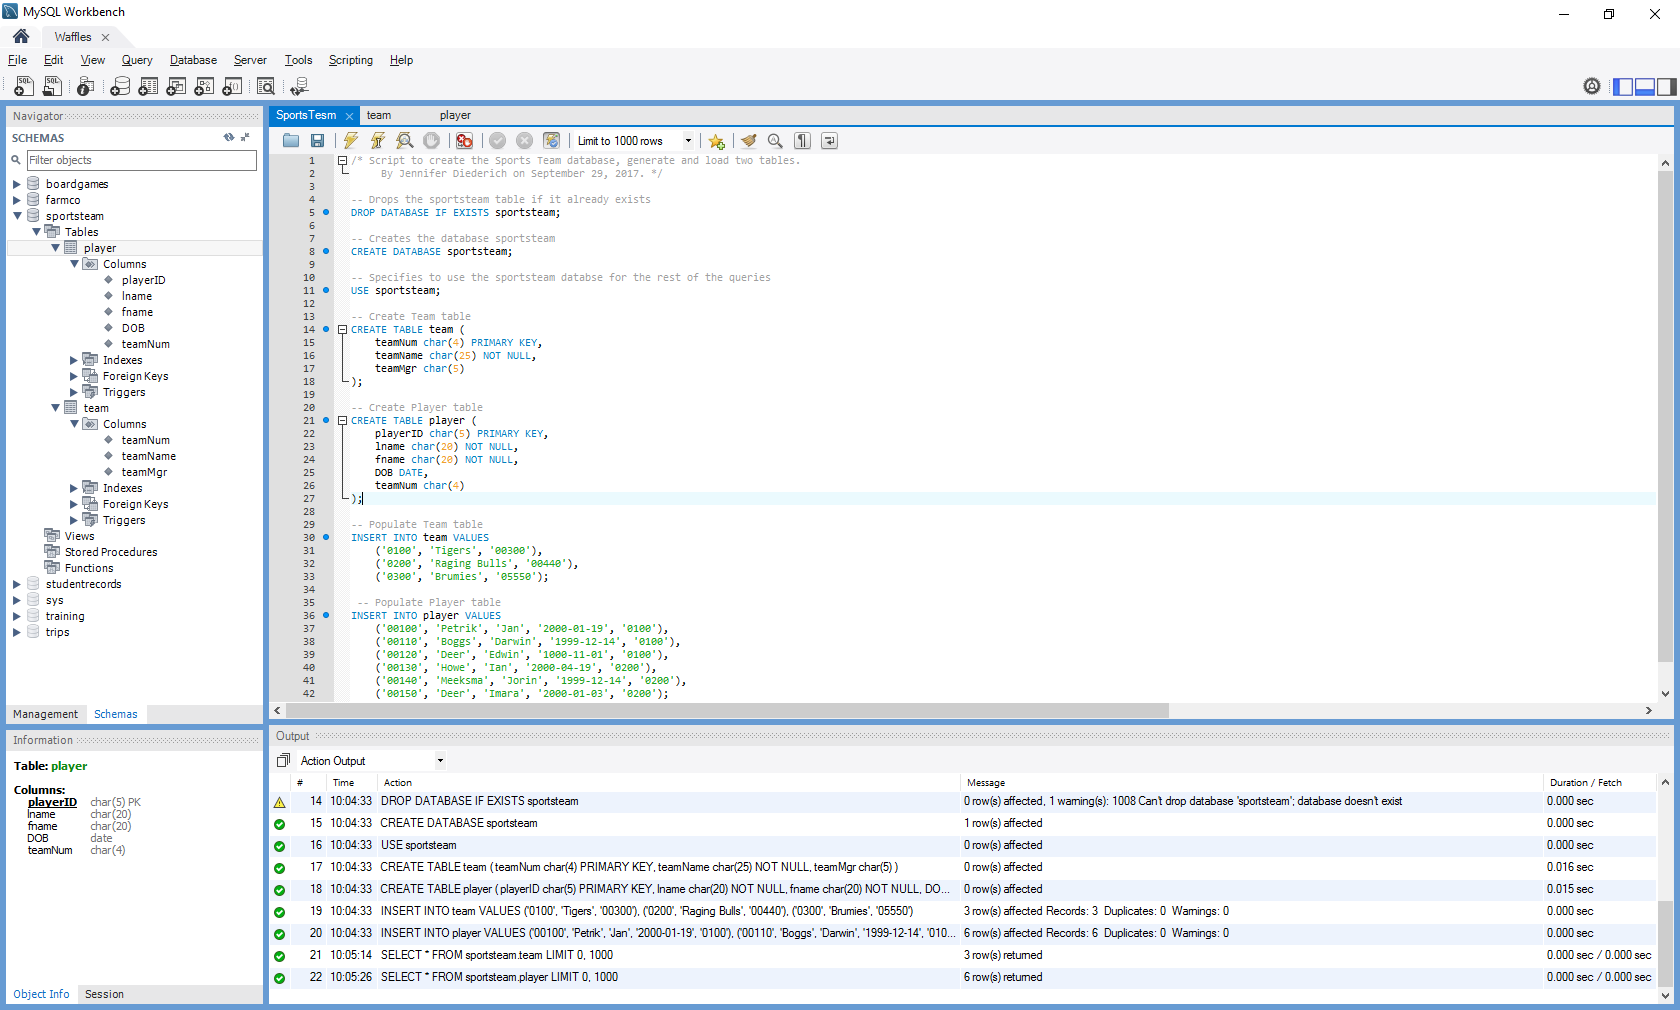 MySQL Workbench
Waffles
File Edit View Query Database Server Tools Scripting Help
Navigator
SCHEMAS
Filter objects
boardgames
farmco
sportsteam
Tables
player
Columns
playerID
lname
fname
DOB
teamNum
Indexes
Foreign Keys
Triggers
team
Columns
teamNum
teamName
teamMgr
Indexes
Foreign Keys
Triggers
Views
Stored Procedures
Functions
studentrecords
sys
training
trips
Management Schemas
Information
Table: player
Columns:
playerID char(5) PK
lname char(20)
fname char(20)
DOB date
teamNum char(4)
Object Info Session
SportsTesm team player
Limit to 1000 rows
1 /* Script to create the Sports Team database, generate and load two tables.
2 By Jennifer Diederich on September 29, 2017. */
3
4 -- Drops the sportsteam table if it already exists
5 DROP DATABASE IF EXISTS sportsteam;
6
7 -- Creates the database sportsteam
8 CREATE DATABASE sportsteam;
9
10 -- Specifies to use the sportsteam databse for the rest of the queries
11 USE sportsteam;
12
13 -- Create Team table
14 CREATE TABLE team (
15 teamNum char(4) PRIMARY KEY,
16 teamName char(25) NOT NULL,
17 teamMgr char(5)
18 );
19
20 -- Create Player table
21 CREATE TABLE player (
22 playerID char(5) PRIMARY KEY,
23 lname char(20) NOT NULL,
24 fname char(20) NOT NULL,
25 DOB DATE,
26 teamNum char(4)
27 );
28
29 -- Populate Team table
30 INSERT INTO team VALUES
31 ('0100', 'Tigers', '00300'),
32 ('0200', 'Raging Bulls', '00440'),
33 ('0300', 'Brumies', '05550');
34
35 -- Populate Player table
36 INSERT INTO player VALUES
37 ('00100', 'Petrik', 'Jan', '2000-01-19', '0100'),
38 ('00110', 'Boggs', 'Darwin', '1999-12-14', '0100'),
39 ('00120', 'Deer', 'Edwin', '1000-11-01', '0100'),
40 ('00130', 'Howe', 'Ian', '2000-04-19', '0200'),
41 ('00140', 'Meeksma', 'Jorin', '1999-12-14', '0200'),
42 ('00150', 'Deer', 'Imara', '2000-01-03', '0200');
Output
Action Output
# Time Action Message Duration / Fetch
14 10:04:33 DROP DATABASE IF EXISTS sportsteam 0 row(s) affected, 1 warning(s): 1008 Can't drop database 'sportsteam'; database doesn't exist 0.000 sec
15 10:04:33 CREATE DATABASE sportsteam 1 row(s) affected 0.000 sec
16 10:04:33 USE sportsteam 0 row(s) affected 0.000 sec
17 10:04:33 CREATE TABLE team ( teamNum char(4) PRIMARY KEY, teamName char(25) NOT NULL, teamMgr char(5) ) 0 row(s) affected 0.016 sec
18 10:04:33 CREATE TABLE player ( playerID char(5) PRIMARY KEY, lname char(20) NOT NULL, fname char(20) NOT NULL, DO... 0 row(s) affected 0.015 sec
19 10:04:33 INSERT INTO team VALUES ('0100', 'Tigers', '00300'), ('0200', 'Raging Bulls', '00440'), ('0300', 'Brumies', '05550') 3 row(s) affected Records: 3 Duplicates: 0 Warnings: 0 0.000 sec
20 10:04:33 INSERT INTO player VALUES ('00100', 'Petrik', 'Jan', '2000-01-19', '0100'), ('00110', 'Boggs', 'Darwin', '1999-12-14', '010... 6 row(s) affected Records: 6 Duplicates: 0 Warnings: 0 0.000 sec
21 10:05:14 SELECT * FROM sportsteam.team LIMIT 0, 1000 3 row(s) returned 0.000 sec / 0.000 sec
22 10:05:26 SELECT * FROM sportsteam.player LIMIT 0, 1000 6 row(s) returned 0.000 sec / 0.000 sec